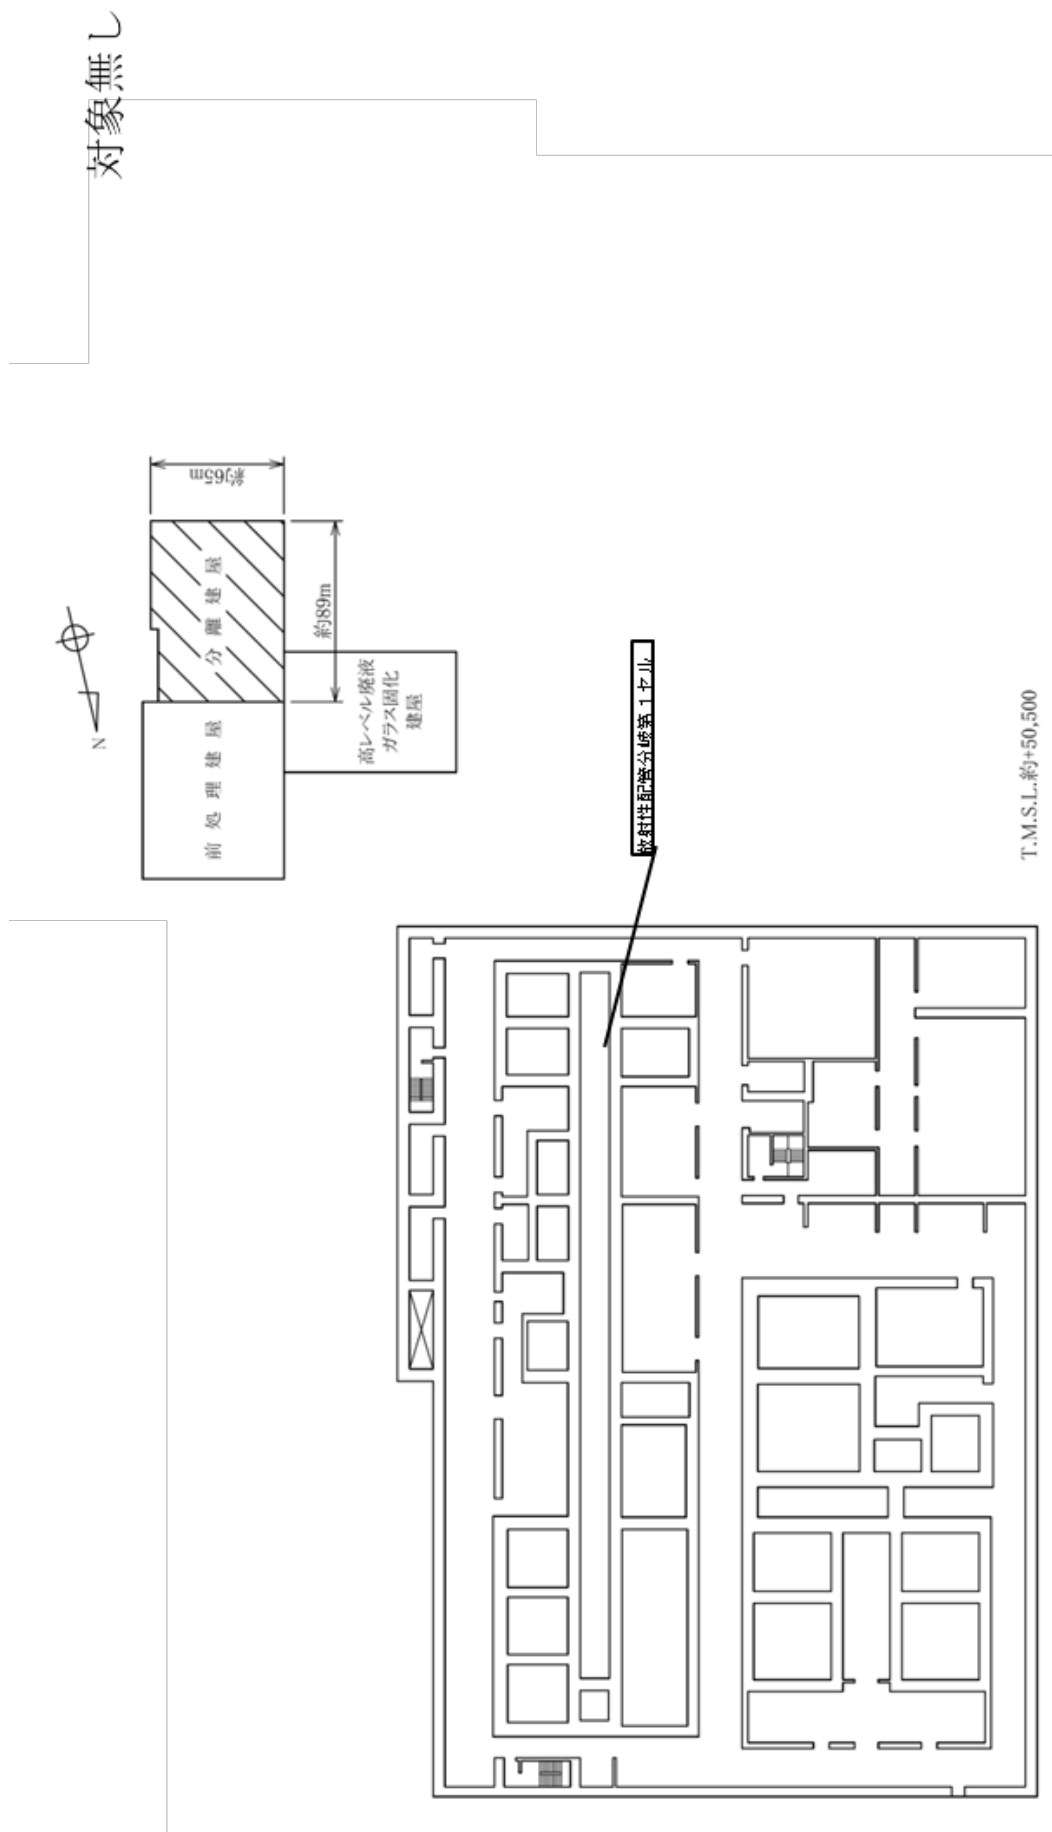 対象無し
約65m
分離建屋
約89m
前処理建屋
高レベル廃液
ガラス固化
建屋
N
放射性配管分岐第1セル
T.M.S.L.約+50,500